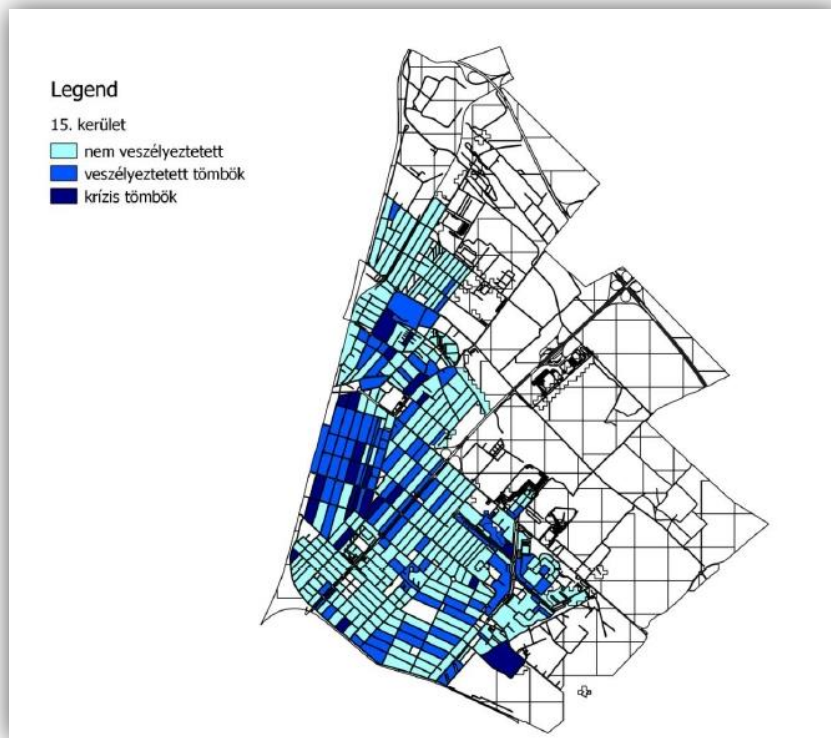 Legend
15. kerület
nem veszélyeztetett
veszélyeztetett tömbök
krízis tömbök